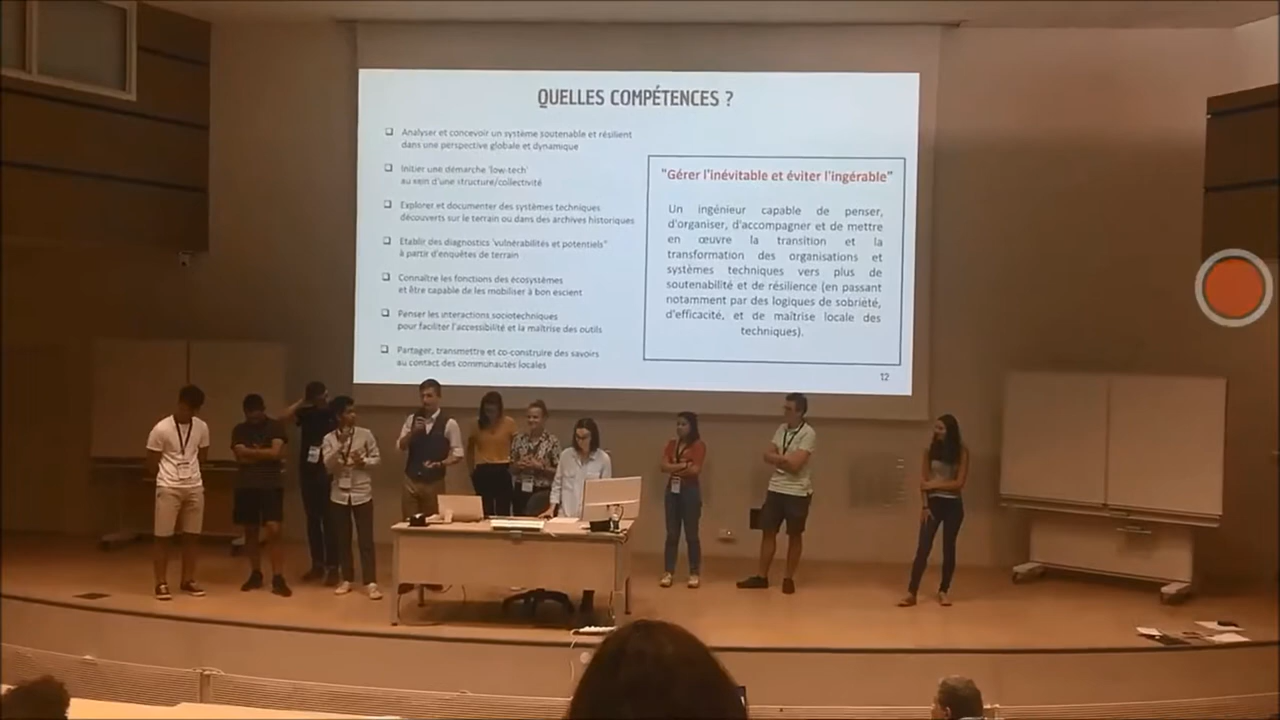 QUELLES COMPÉTENCES ?
❑ Analyser et concevoir un système soutenable et résilient
dans une perspective globale et dynamique
❑ Initier une démarche 'low-tech'
au sein d'une structure/collectivité
❑ Explorer et documenter des systèmes techniques
découverts sur le terrain ou dans des archives historiques
❑ Etablir des diagnostics "vulnérabilités et potentiels"
à partir d'enquêtes de terrain
❑ Connaître les fonctions des écosystèmes
et être capable de les mobiliser à bon escient
❑ Penser les interactions sociotechniques
pour faciliter l'accessibilité et la maîtrise des outils
❑ Partager, transmettre et co-construire des savoirs
au contact des communautés locales
"Gérer l'inévitable et éviter l'ingérable"
Un ingénieur capable de penser,
d'organiser, d'accompagner et de mettre
en œuvre la transition et la
transformation des organisations et
systèmes techniques vers plus de
soutenabilité et de résilience (en passant
notamment par des logiques de sobriété,
d'efficacité, et de maîtrise locale des
techniques).
12